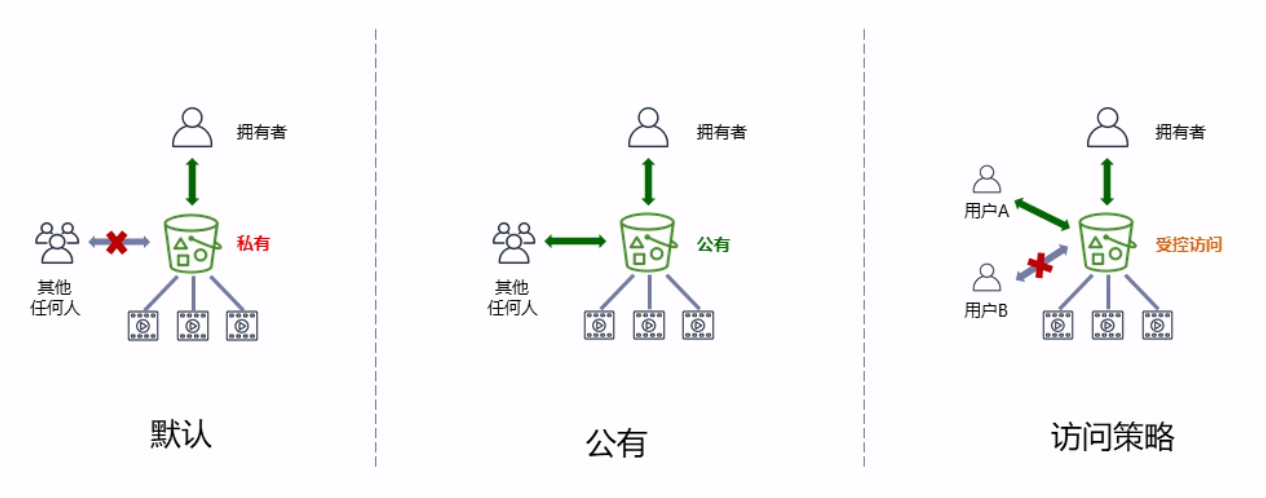 拥有者
私有
其他
任何人
默认
拥有者
公有
其他
任何人
公有
拥有者
用户A
受控访问
用户B
访问策略